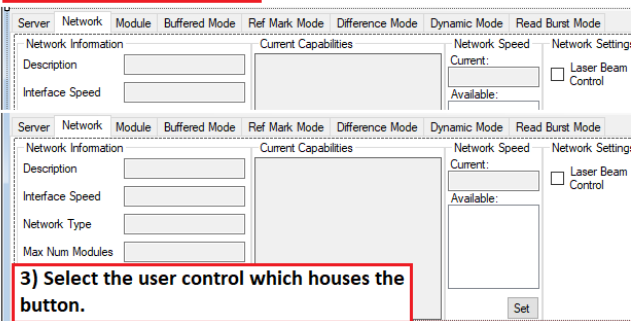 Server Network Module Buffered Mode Ref Mark Mode Difference Mode Dynamic Mode Read Burst Mode
Network Information Current Capabilities Network Speed Network Settings
Description Current: Laser Beam
Control
Interface Speed Available:
Server Network Module Buffered Mode Ref Mark Mode Difference Mode Dynamic Mode Read Burst Mode
Network Information Current Capabilities Network Speed Network Settings
Description Current: Laser Beam
Control
Interface Speed Available:
Network Type
Max Num Modules
3) Select the user control which houses the
button.
Set